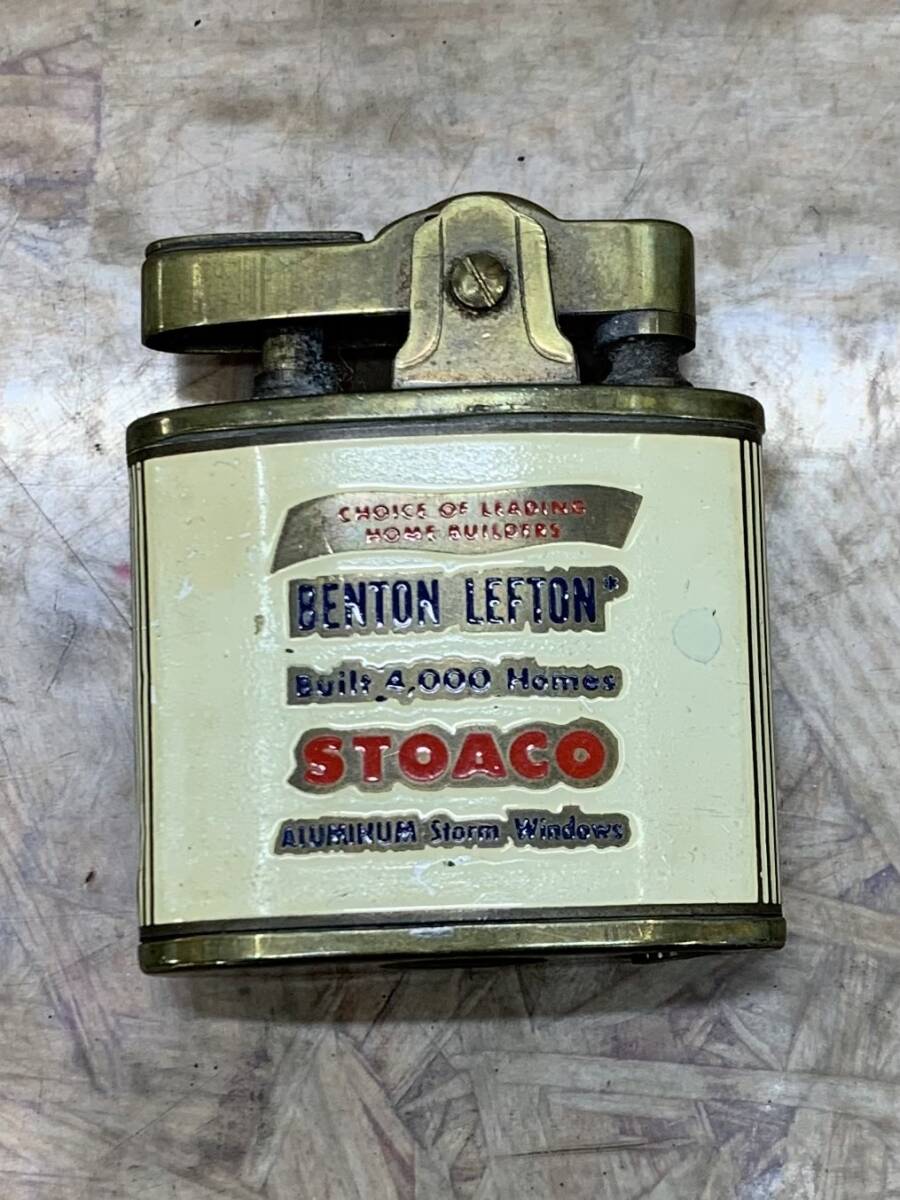 CHOICE OF LEADING
HOME BUILDERS
BENTON LEFTON*
Built 4,000 Homes
STOACO
ALUMINUM Storm Windows